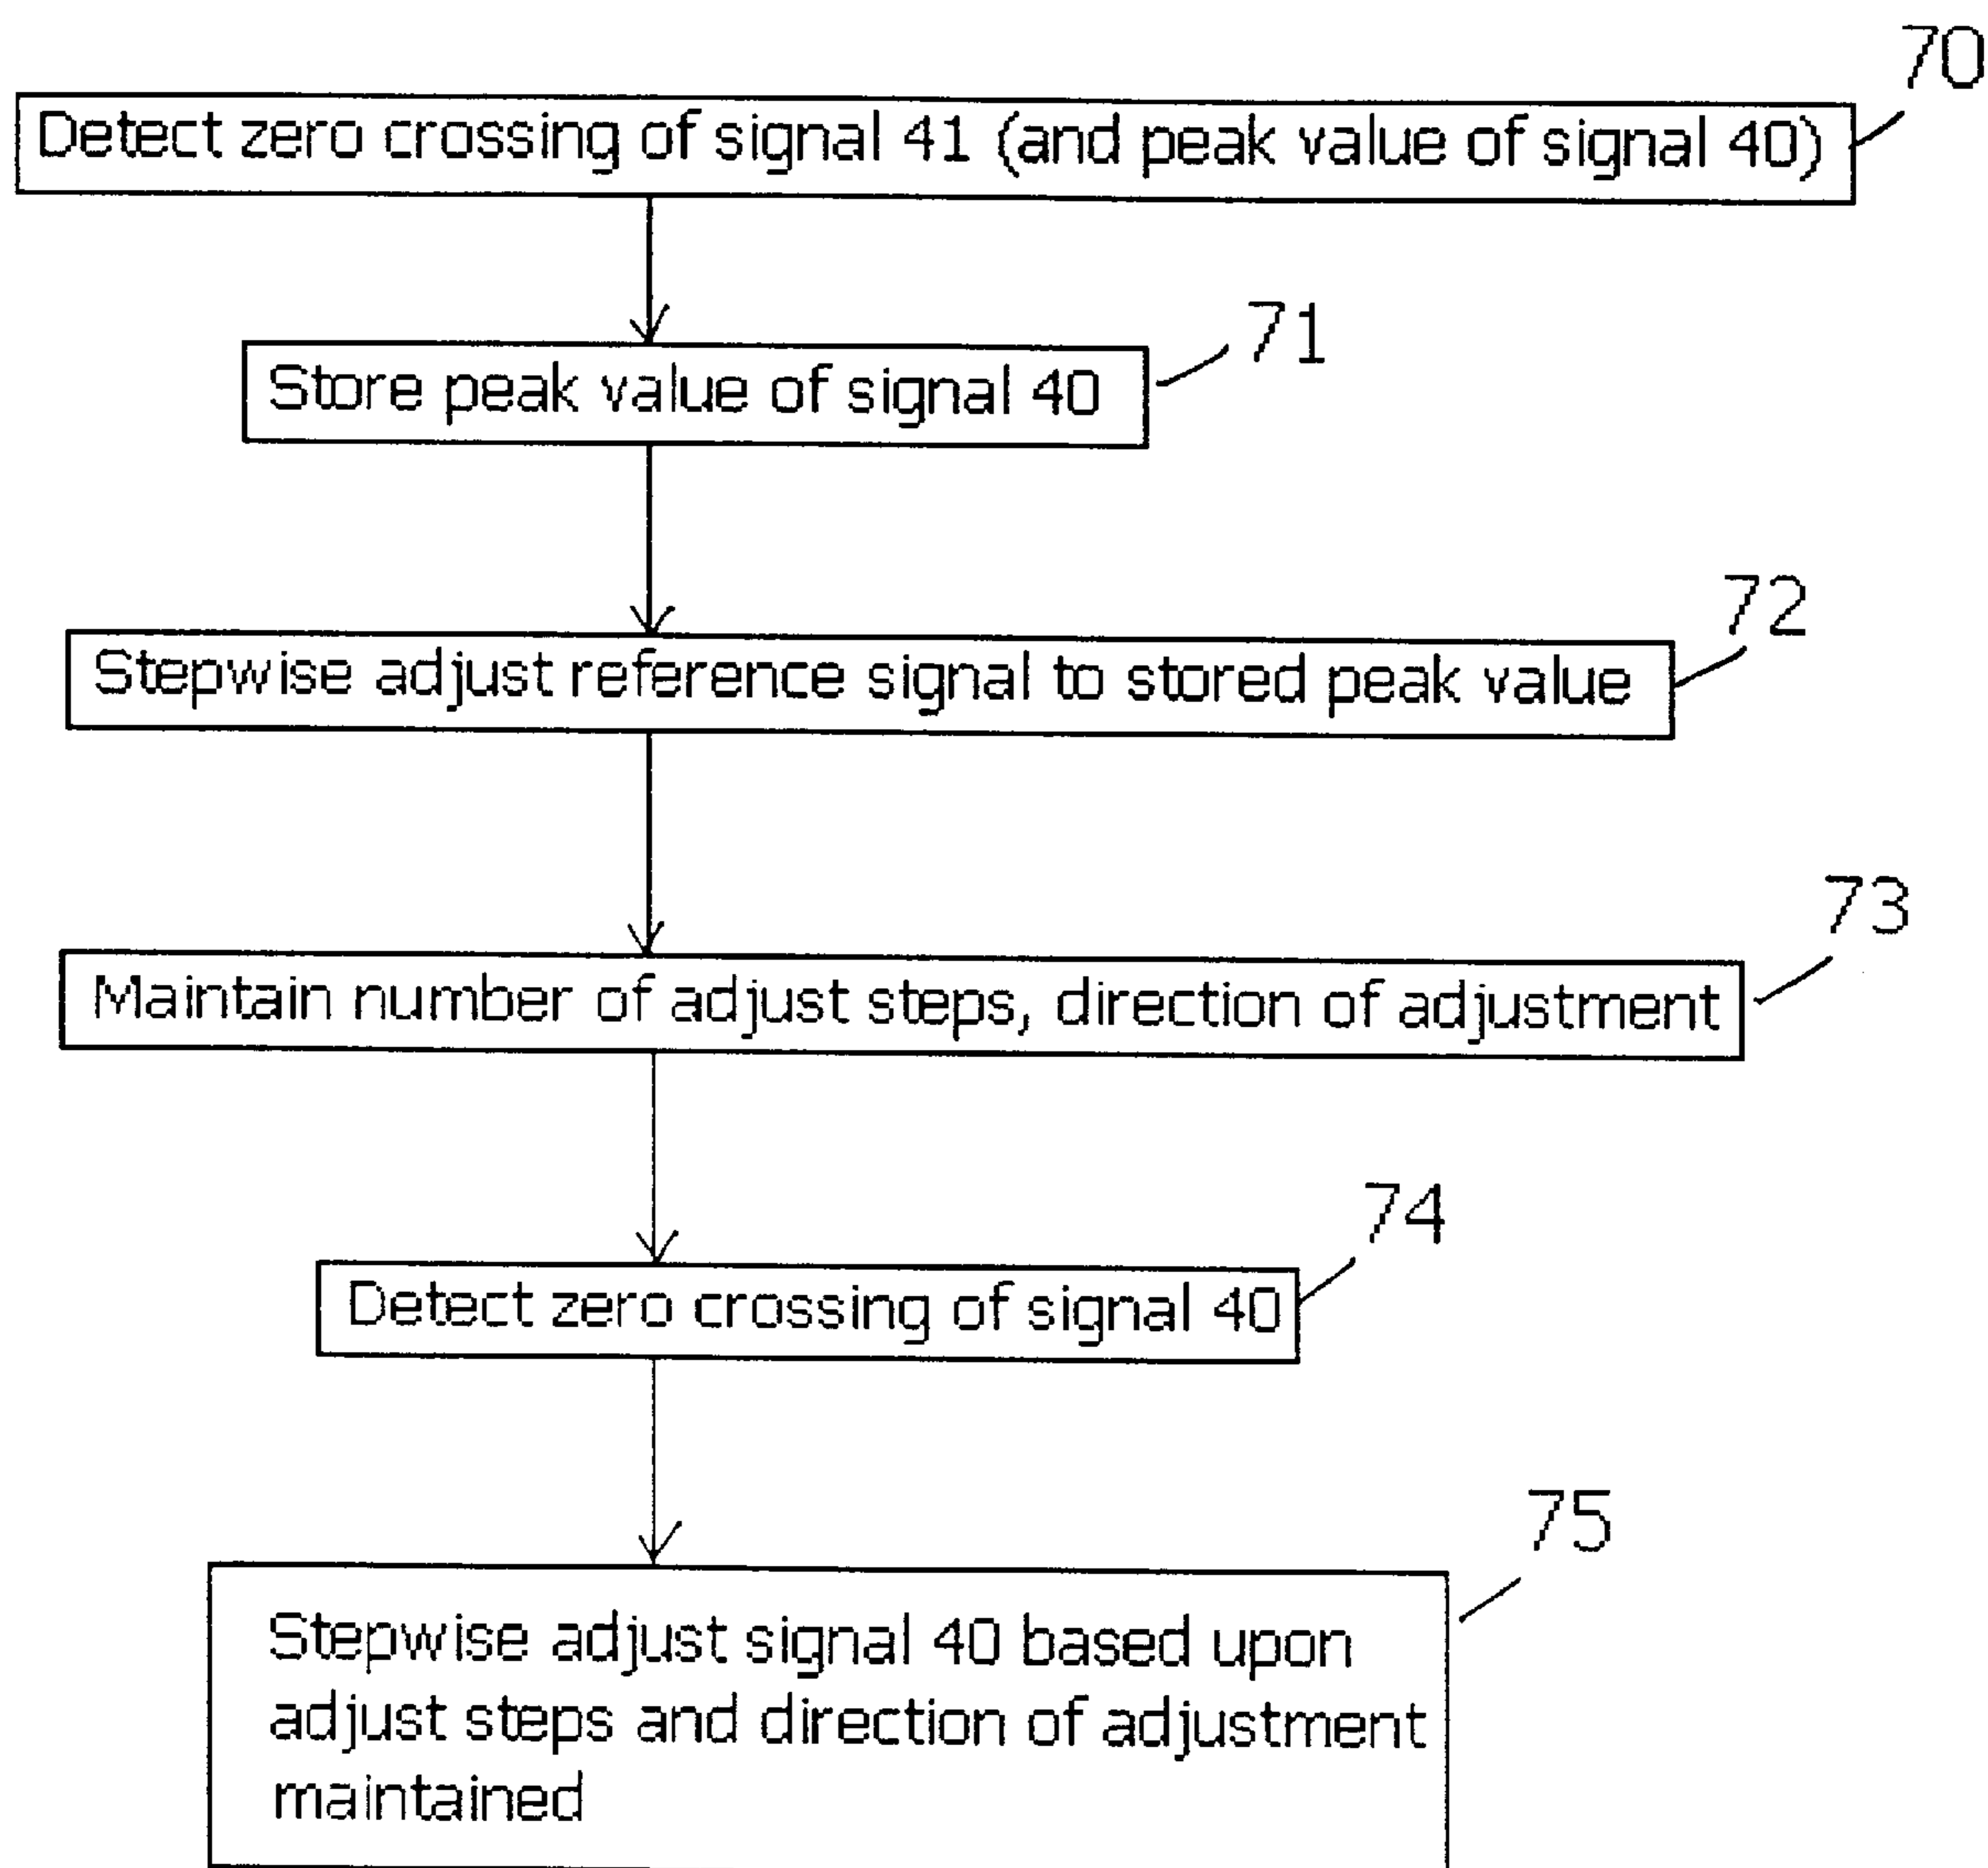 70
Detect zero crossing of signal 41 (and peak value of signal 40)
71
Store peak value of signal 40
72
Stepwise adjust reference signal to stored peak value
73
Maintain number of adjust steps, direction of adjustment
74
Detect zero crossing of signal 40
75
Stepwise adjust signal 40 based upon
adjust steps and direction of adjustment
maintained